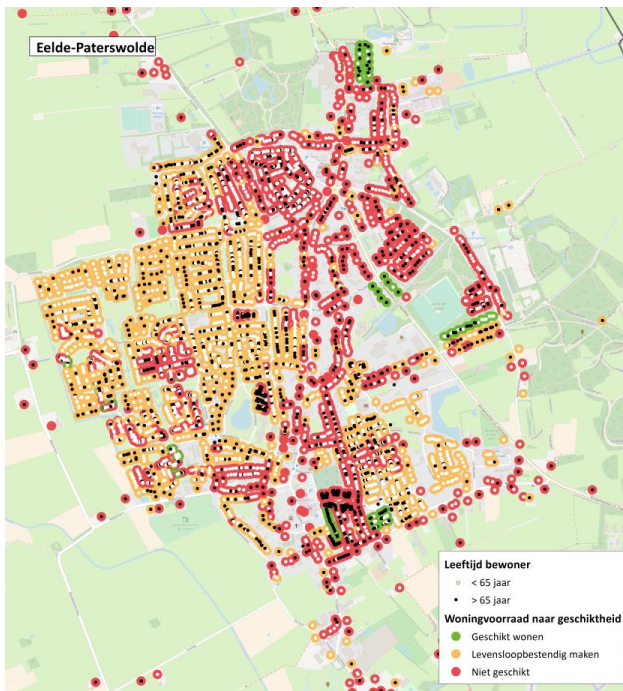 Eelde-Paterswolde
Leeftijd bewoner
< 65 jaar
> 65 jaar
Woningvoorraad naar geschiktheid
Geschikt wonen
Levensloopbestendig maken
Niet geschikt